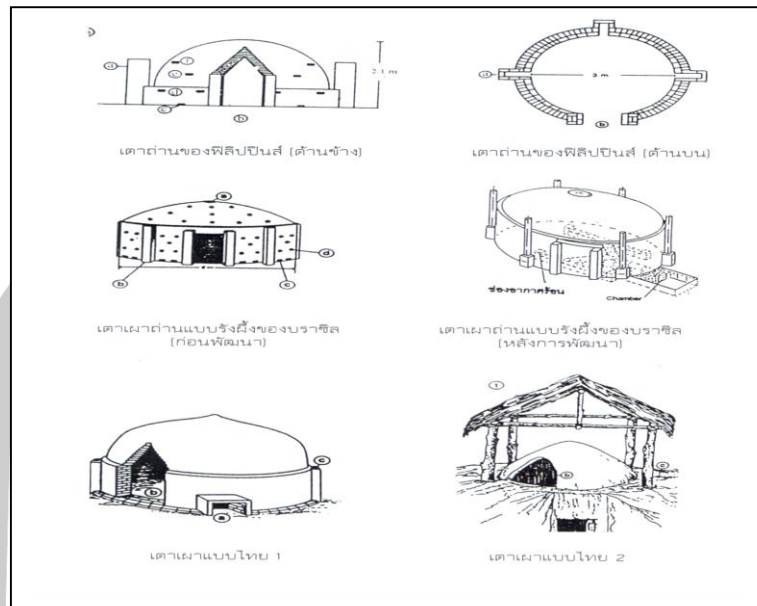 2.1 m
3 m
เตาถ่านของฟิลิปปินส์ (ด้านข้าง)
เตาถ่านของฟิลิปปินส์ (ด้านบน)
ช่องอากาศร้อน
Chamber
เตาเผาถ่านแบบรังผึ้งของบราซิล
(ก่อนพัฒนา)
เตาเผาถ่านแบบรังผึ้งของบราซิล
(หลังการพัฒนา)
เตาเผาแบบไทย 1
เตาเผาแบบไทย 2